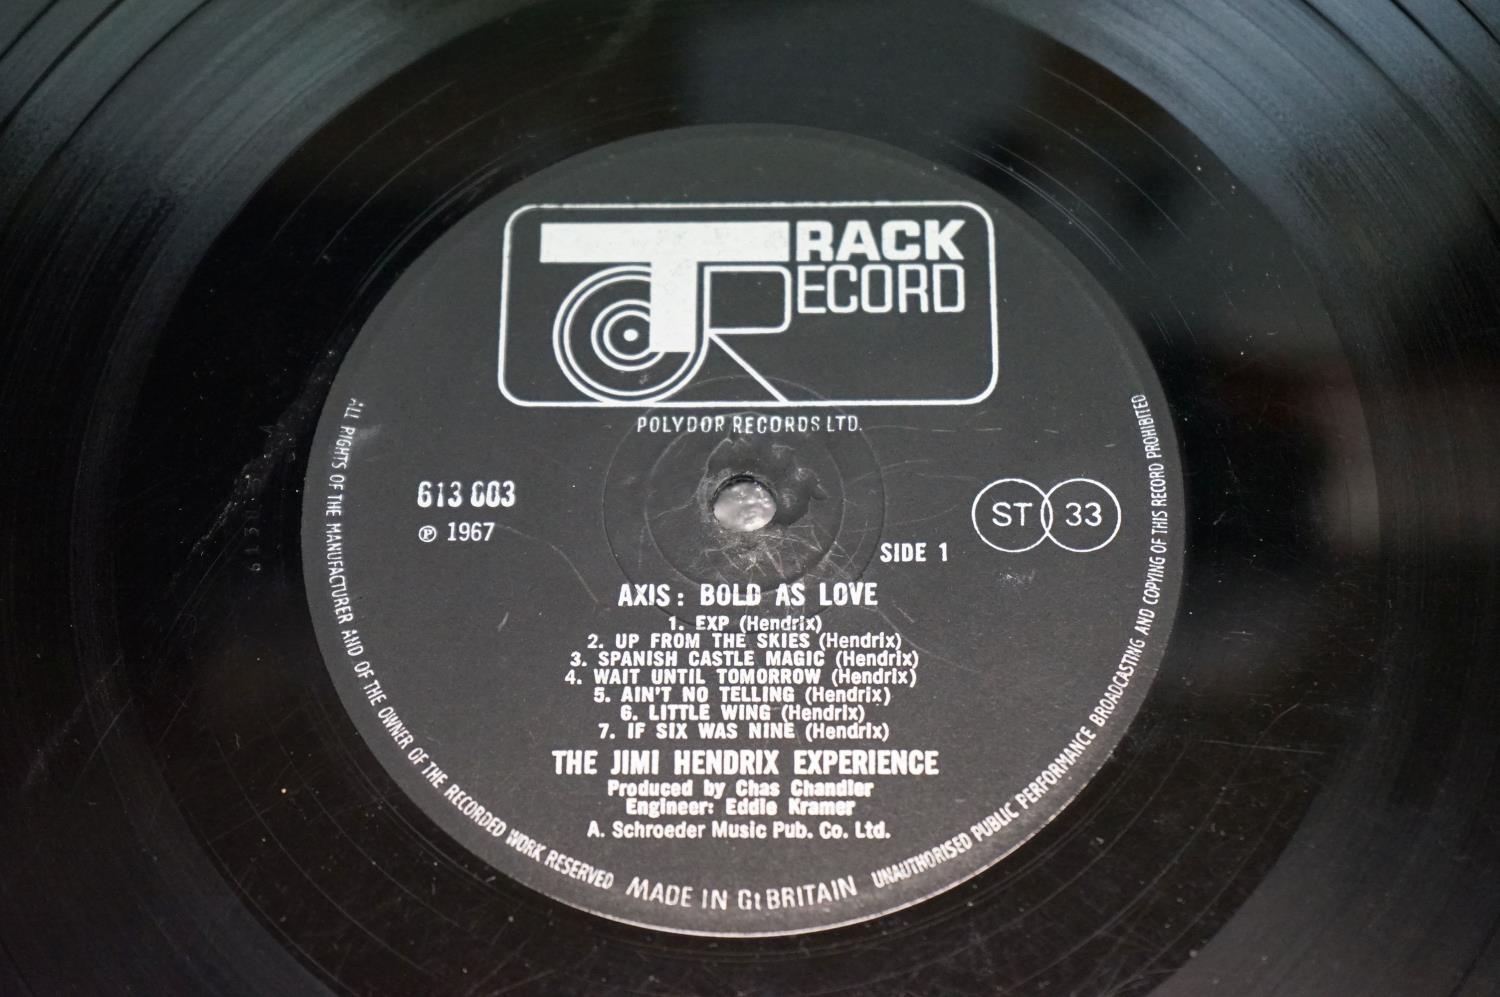 TRACK
RECORD
POLYDOR RECORDS LTD.
613 003
℗ 1967
ST 33
SIDE 1
AXIS: BOLD AS LOVE
1. EXP (Hendrix)
2. UP FROM THE SKIES (Hendrix)
3. SPANISH CASTLE MAGIC (Hendrix)
4. WAIT UNTIL TOMORROW (Hendrix)
5. AIN'T NO TELLING (Hendrix)
6. LITTLE WING (Hendrix)
7. IF SIX WAS NINE (Hendrix)
THE JIMI HENDRIX EXPERIENCE
Produced by Chas Chandler
Engineer: Eddie Kramer
A. Schroeder Music Pub. Co. Ltd.
ALL RIGHTS OF THE MANUFACTURER AND OF THE OWNER OF THE RECORDED WORK RESERVED
MADE IN Gt BRITAIN
UNAUTHORISED PUBLIC PERFORMANCE BROADCASTING AND COPYING OF THIS RECORD PROHIBITED